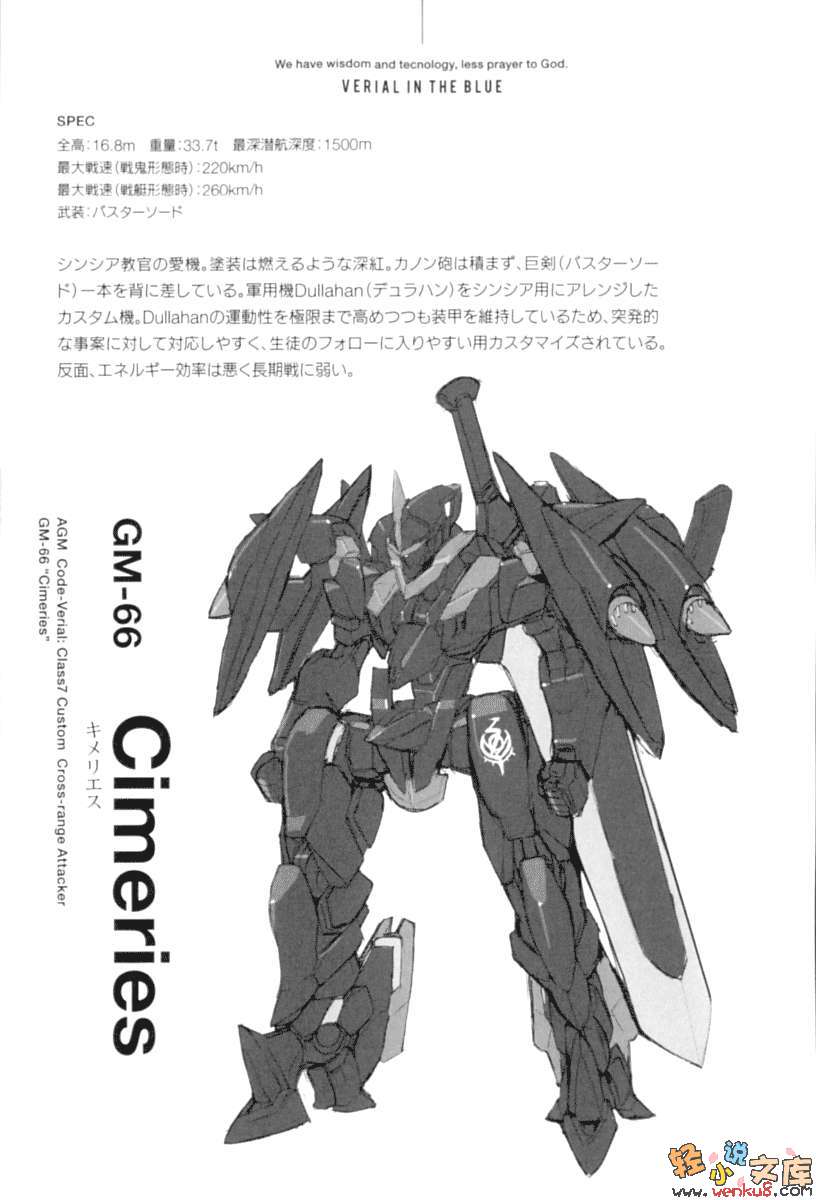 We have wisdom and tecnology, less prayer to God.
VERIAL IN THE BLUE
SPEC
全高:16.8m 重量:33.7t 最深潜航深度:1500m
最大戦速(戦鬼形態時):220km/h
最大戦速(戦艇形態時):260km/h
武装:バスターソード
シンシア教官の愛機。塗装は燃えるような深紅。カノン砲は積まず、巨剣(バスターソー
ド)一本を背に差している。軍用機Dullahan(デュラハン)をシンシア用にアレンジした
カスタム機。Dullahanの運動性を極限まで高めつつも装甲を維持しているため、突発的
な事案に対して対応しやすく、生徒のフォローに入りやすい用カスタマイズされている。
反面、エネルギー効率は悪く長期戦に弱い。
GM-66 Cimeries
キメリエス
AGM Code-Verial: Class7 Custom Cross-range Attacker
GM-66 "Cimeries"
轻小说文库
www.wenku8.com